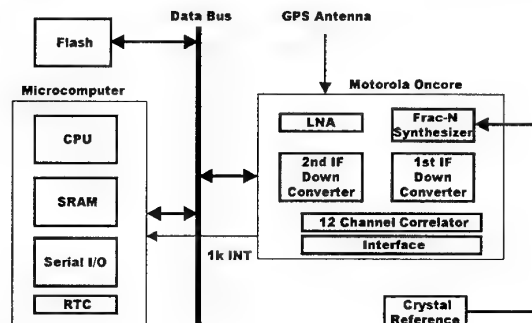 Data Bus
GPS Antenna
Flash
Microcomputer
Motorola Oncore
CPU
LNA
Frac-N
Synthesizer
2nd IF
Down
Converter
1st IF
Down
Converter
SRAM
12 Channel Correlator
Interface
Serial I/O
1k INT
RTC
Crystal
Reference